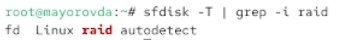 root@mayorovda:~# sfdisk -T | grep -i raid
fd  Linux raid autodetect